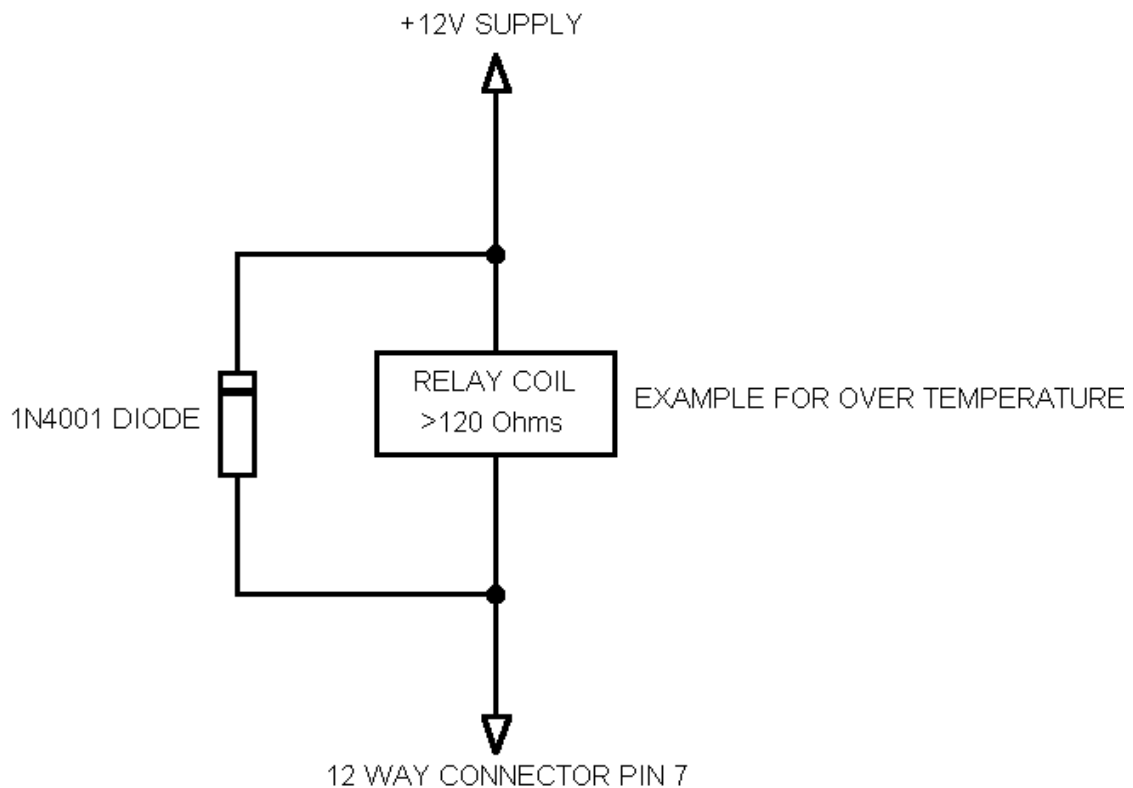 +12V SUPPLY
RELAY COIL
>120 Ohms
EXAMPLE FOR OVER TEMPERATURE
1N4001 DIODE
12 WAY CONNECTOR PIN 7